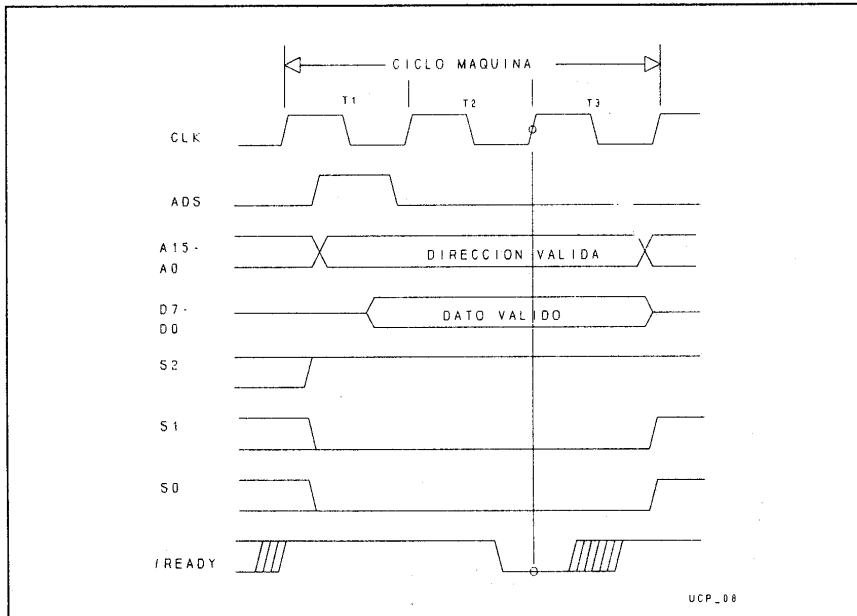 CICLO MAQUINA
T1 T2 T3
CLK
ADS
A15-
A0
DIRECCION VALIDA
D7-
D0
DATO VALIDO
S2
S1
S0
/READY
UCP_08